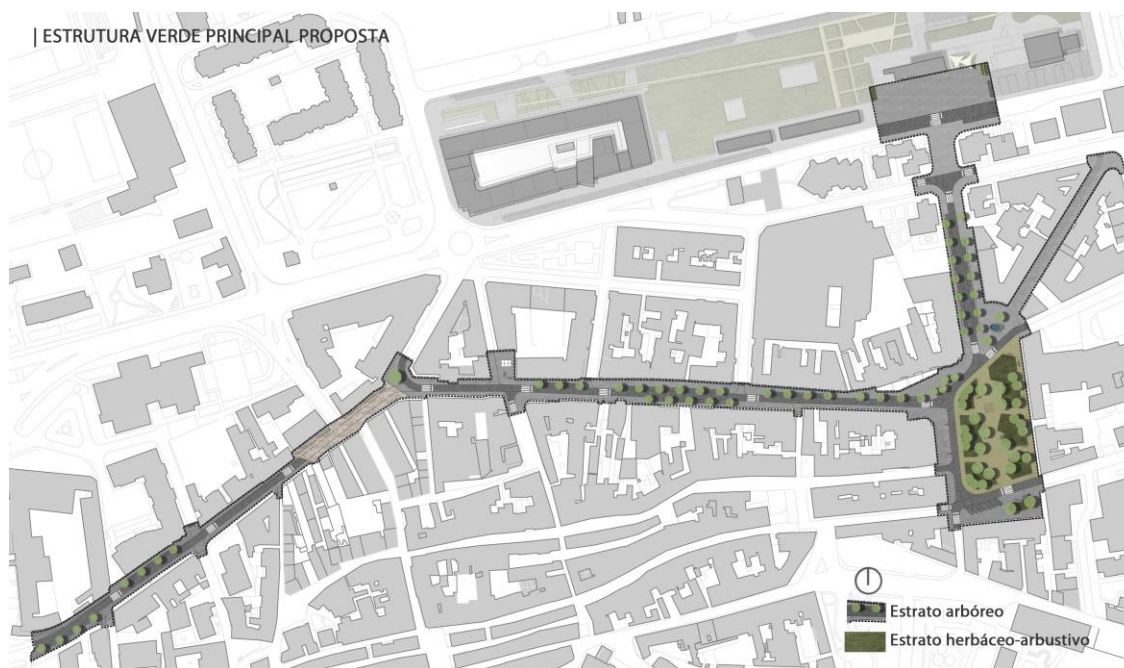 | ESTRUTURA VERDE PRINCIPAL PROPOSTA
Estrato arbóreo
Estrato herbáceo-arbustivo